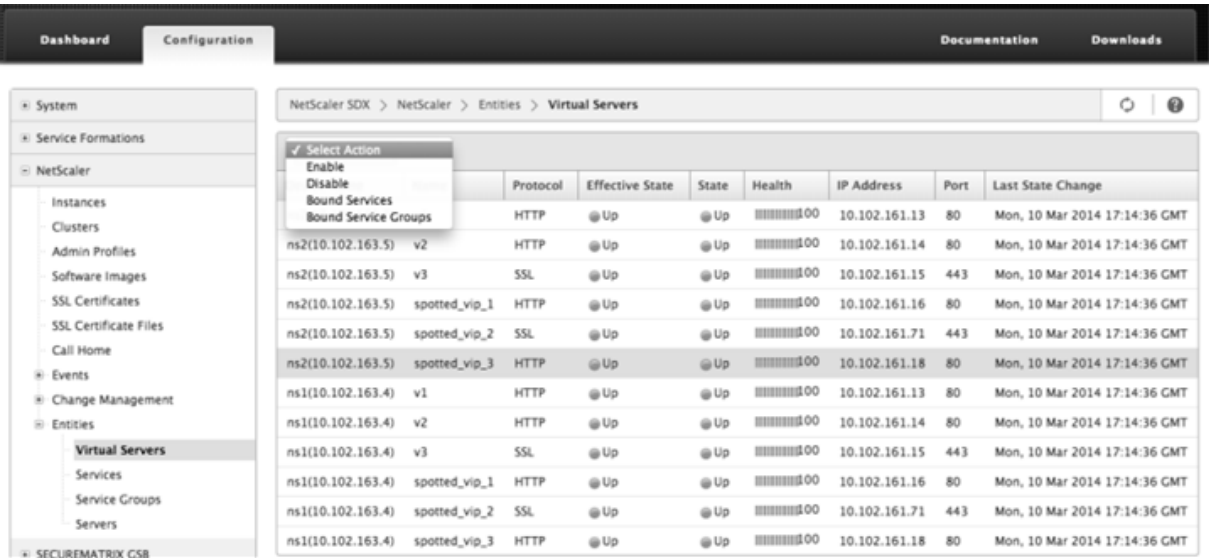 Dashboard Configuration Documentation Downloads
System
Service Formations
NetScaler
Instances
Clusters
Admin Profiles
Software Images
SSL Certificates
SSL Certificate Files
Call Home
Events
Change Management
Entities
Virtual Servers
Services
Service Groups
Servers
SECUREMATRIX GSB
NetScaler SDX > NetScaler > Entities > Virtual Servers
✓ Select Action
Enable
Disable
Bound Services
Bound Service Groups
Protocol Effective State State Health IP Address Port Last State Change
HTTP Up Up 100 10.102.161.13 80 Mon, 10 Mar 2014 17:14:36 GMT
ns2(10.102.163.5) v2 HTTP Up Up 100 10.102.161.14 80 Mon, 10 Mar 2014 17:14:36 GMT
ns2(10.102.163.5) v3 SSL Up Up 100 10.102.161.15 443 Mon, 10 Mar 2014 17:14:36 GMT
ns2(10.102.163.5) spotted_vip_1 HTTP Up Up 100 10.102.161.16 80 Mon, 10 Mar 2014 17:14:36 GMT
ns2(10.102.163.5) spotted_vip_2 SSL Up Up 100 10.102.161.71 443 Mon, 10 Mar 2014 17:14:36 GMT
ns2(10.102.163.5) spotted_vip_3 HTTP Up Up 100 10.102.161.18 80 Mon, 10 Mar 2014 17:14:36 GMT
ns1(10.102.163.4) v1 HTTP Up Up 100 10.102.161.13 80 Mon, 10 Mar 2014 17:14:36 GMT
ns1(10.102.163.4) v2 HTTP Up Up 100 10.102.161.14 80 Mon, 10 Mar 2014 17:14:36 GMT
ns1(10.102.163.4) v3 SSL Up Up 100 10.102.161.15 443 Mon, 10 Mar 2014 17:14:36 GMT
ns1(10.102.163.4) spotted_vip_1 HTTP Up Up 100 10.102.161.16 80 Mon, 10 Mar 2014 17:14:36 GMT
ns1(10.102.163.4) spotted_vip_2 SSL Up Up 100 10.102.161.71 443 Mon, 10 Mar 2014 17:14:36 GMT
ns1(10.102.163.4) spotted_vip_3 HTTP Up Up 100 10.102.161.18 80 Mon, 10 Mar 2014 17:14:36 GMT